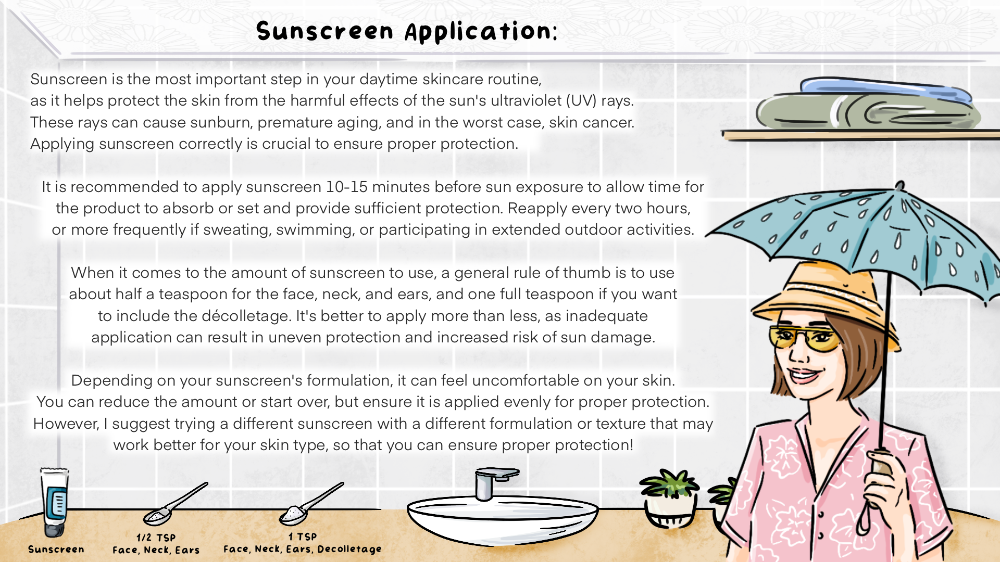 Sunscreen Application:
Sunscreen is the most important step in your daytime skincare routine,
as it helps protect the skin from the harmful effects of the sun's ultraviolet (UV) rays.
These rays can cause sunburn, premature aging, and in the worst case, skin cancer.
Applying sunscreen correctly is crucial to ensure proper protection.
It is recommended to apply sunscreen 10-15 minutes before sun exposure to allow time for
the product to absorb or set and provide sufficient protection. Reapply every two hours,
or more frequently if sweating, swimming, or participating in extended outdoor activities.
When it comes to the amount of sunscreen to use, a general rule of thumb is to use
about half a teaspoon for the face, neck, and ears, and one full teaspoon if you want
to include the décolletage. It's better to apply more than less, as inadequate
application can result in uneven protection and increased risk of sun damage.
Depending on your sunscreen's formulation, it can feel uncomfortable on your skin.
You can reduce the amount or start over, but ensure it is applied evenly for proper protection.
However, I suggest trying a different sunscreen with a different formulation or texture that may
work better for your skin type, so that you can ensure proper protection!
Sunscreen
1/2 TSP
Face, Neck, Ears
1 TSP
Face, Neck, Ears, Decolletage